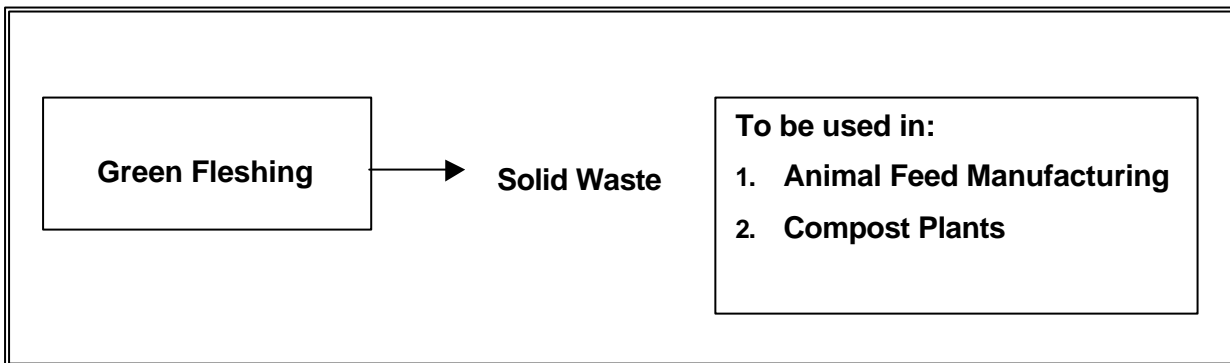 Green Fleshing
Solid Waste
To be used in:
1. Animal Feed Manufacturing
2. Compost Plants